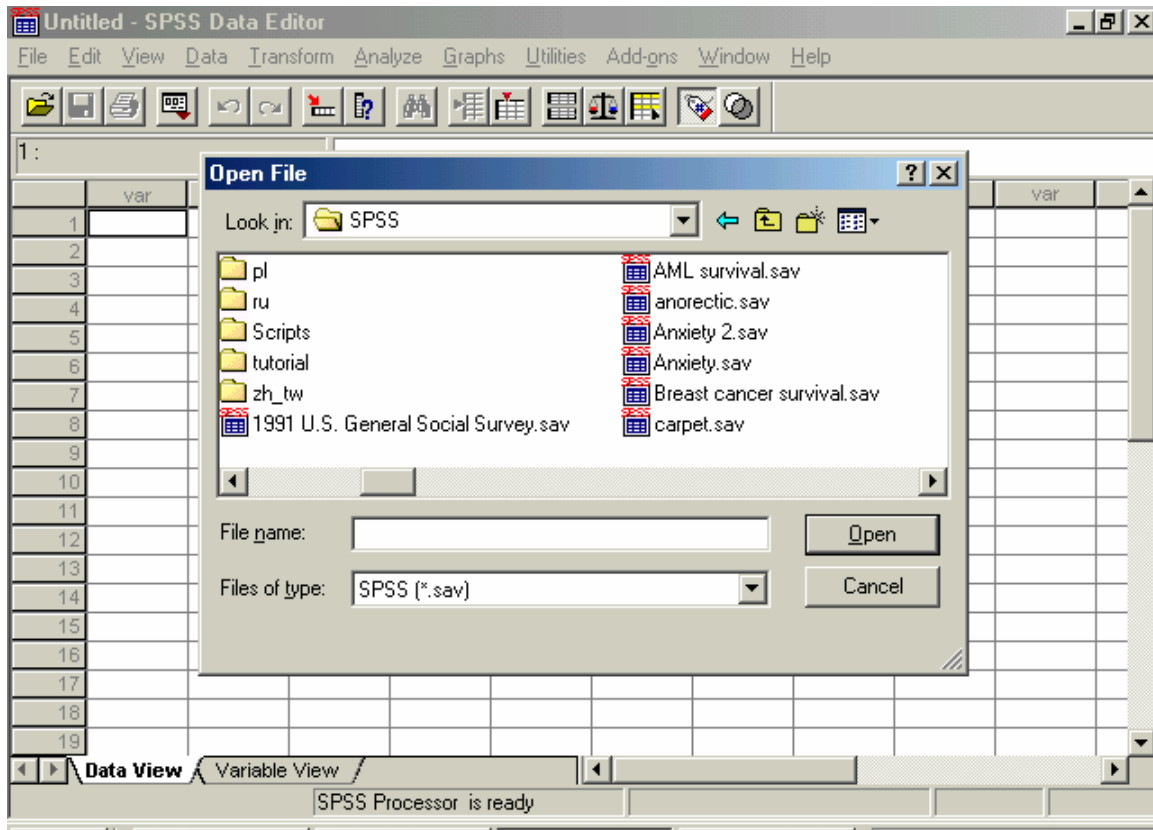 Untitled - SPSS Data Editor
File Edit View Data Transform Analyze Graphs Utilities Add-ons Window Help
1 :
Open File
Look in: SPSS
var var
pl
ru
Scripts
tutorial
zh_tw
1991 U.S. General Social Survey.sav
AML survival.sav
anorectic.sav
Anxiety 2.sav
Anxiety.sav
Breast cancer survival.sav
carpet.sav
File name:
Open
Files of type: SPSS (*.sav)
Cancel
1
2
3
4
5
6
7
8
9
10
11
12
13
14
15
16
17
18
19
Data View Variable View
SPSS Processor is ready